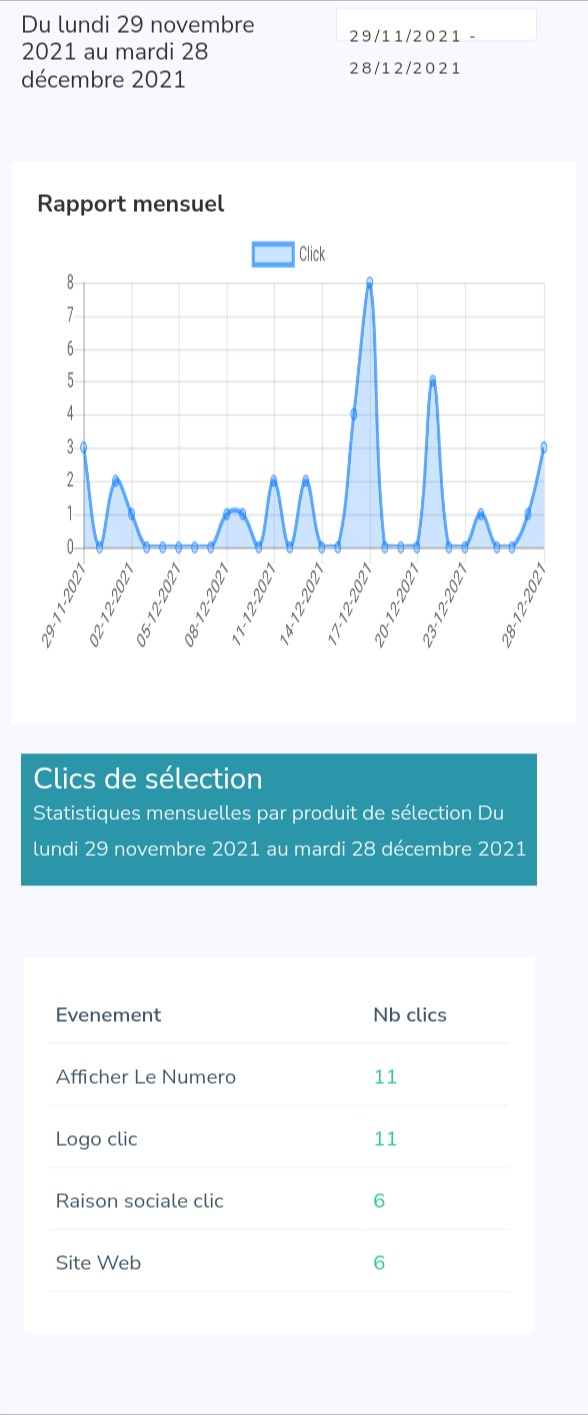 Du lundi 29 novembre
2021 au mardi 28
décembre 2021
29/11/2021 -
28/12/2021
Rapport mensuel
Click
8
7
6
5
4
3
2
1
0
29-11-2021
02-12-2021
05-12-2021
08-12-2021
11-12-2021
14-12-2021
17-12-2021
20-12-2021
23-12-2021
28-12-2021
Clics de sélection
Statistiques mensuelles par produit de sélection Du
lundi 29 novembre 2021 au mardi 28 décembre 2021
Evenement Nb clics
Afficher Le Numero 11
Logo clic 11
Raison sociale clic 6
Site Web 6